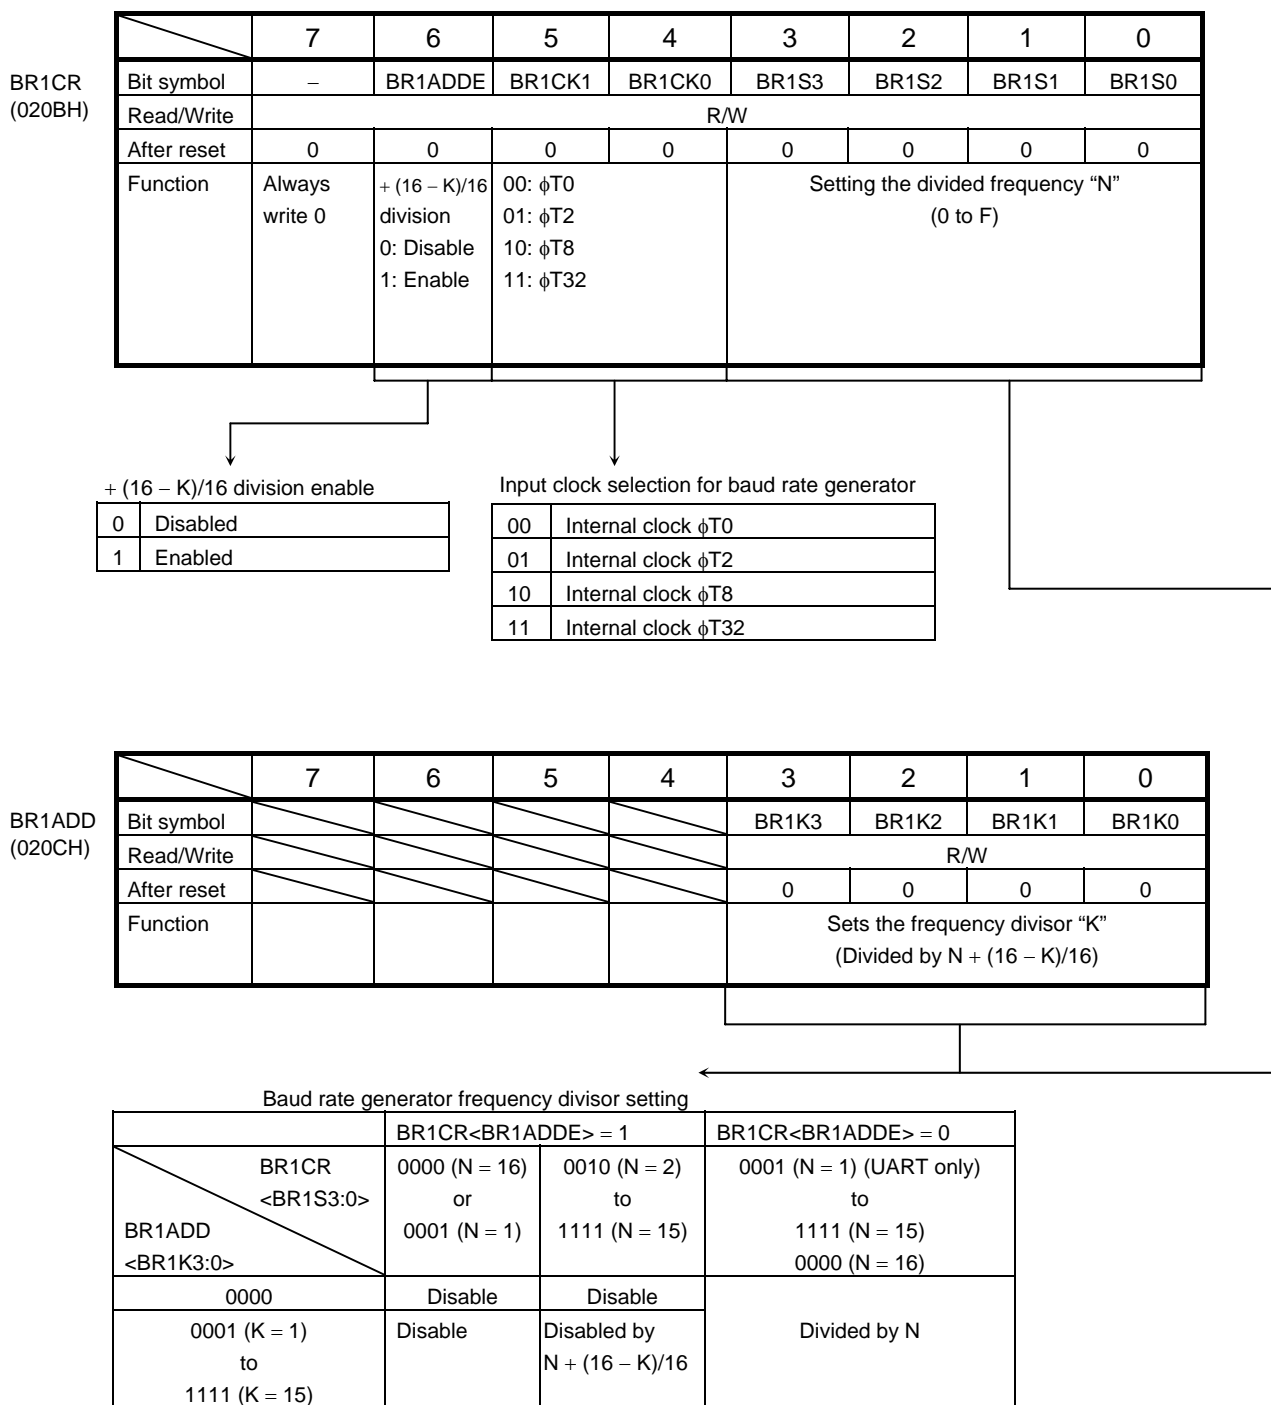 7 6 5 4 3 2 1 0
BR1CR
(020BH)
Bit symbol – BR1ADDE BR1CK1 BR1CK0 BR1S3 BR1S2 BR1S1 BR1S0
Read/Write R/W
After reset 0 0 0 0 0 0 0 0
Function
Always
write 0
+ (16 – K)/16
division
0: Disable
1: Enable
00: ϕT0
01: ϕT2
10: ϕT8
11: ϕT32
Setting the divided frequency “N”
(0 to F)
+ (16 – K)/16 division enable
0 Disabled
1 Enabled
Input clock selection for baud rate generator
00 Internal clock ϕT0
01 Internal clock ϕT2
10 Internal clock ϕT8
11 Internal clock ϕT32
7 6 5 4 3 2 1 0
BR1ADD
(020CH)
Bit symbol BR1K3 BR1K2 BR1K1 BR1K0
Read/Write R/W
After reset 0 0 0 0
Function
Sets the frequency divisor “K”
(Divided by N + (16 – K)/16)
Baud rate generator frequency divisor setting
BR1CR<BR1ADDE> = 1 BR1CR<BR1ADDE> = 0
BR1CR
<BR1S3:0>
BR1ADD
<BR1K3:0>
0000 (N = 16)
or
0001 (N = 1)
0010 (N = 2)
to
1111 (N = 15)
0001 (N = 1) (UART only)
to
1111 (N = 15)
0000 (N = 16)
0000 Disable Disable
0001 (K = 1)
to
1111 (K = 15)
Disable
Disabled by
N + (16 – K)/16
Divided by N